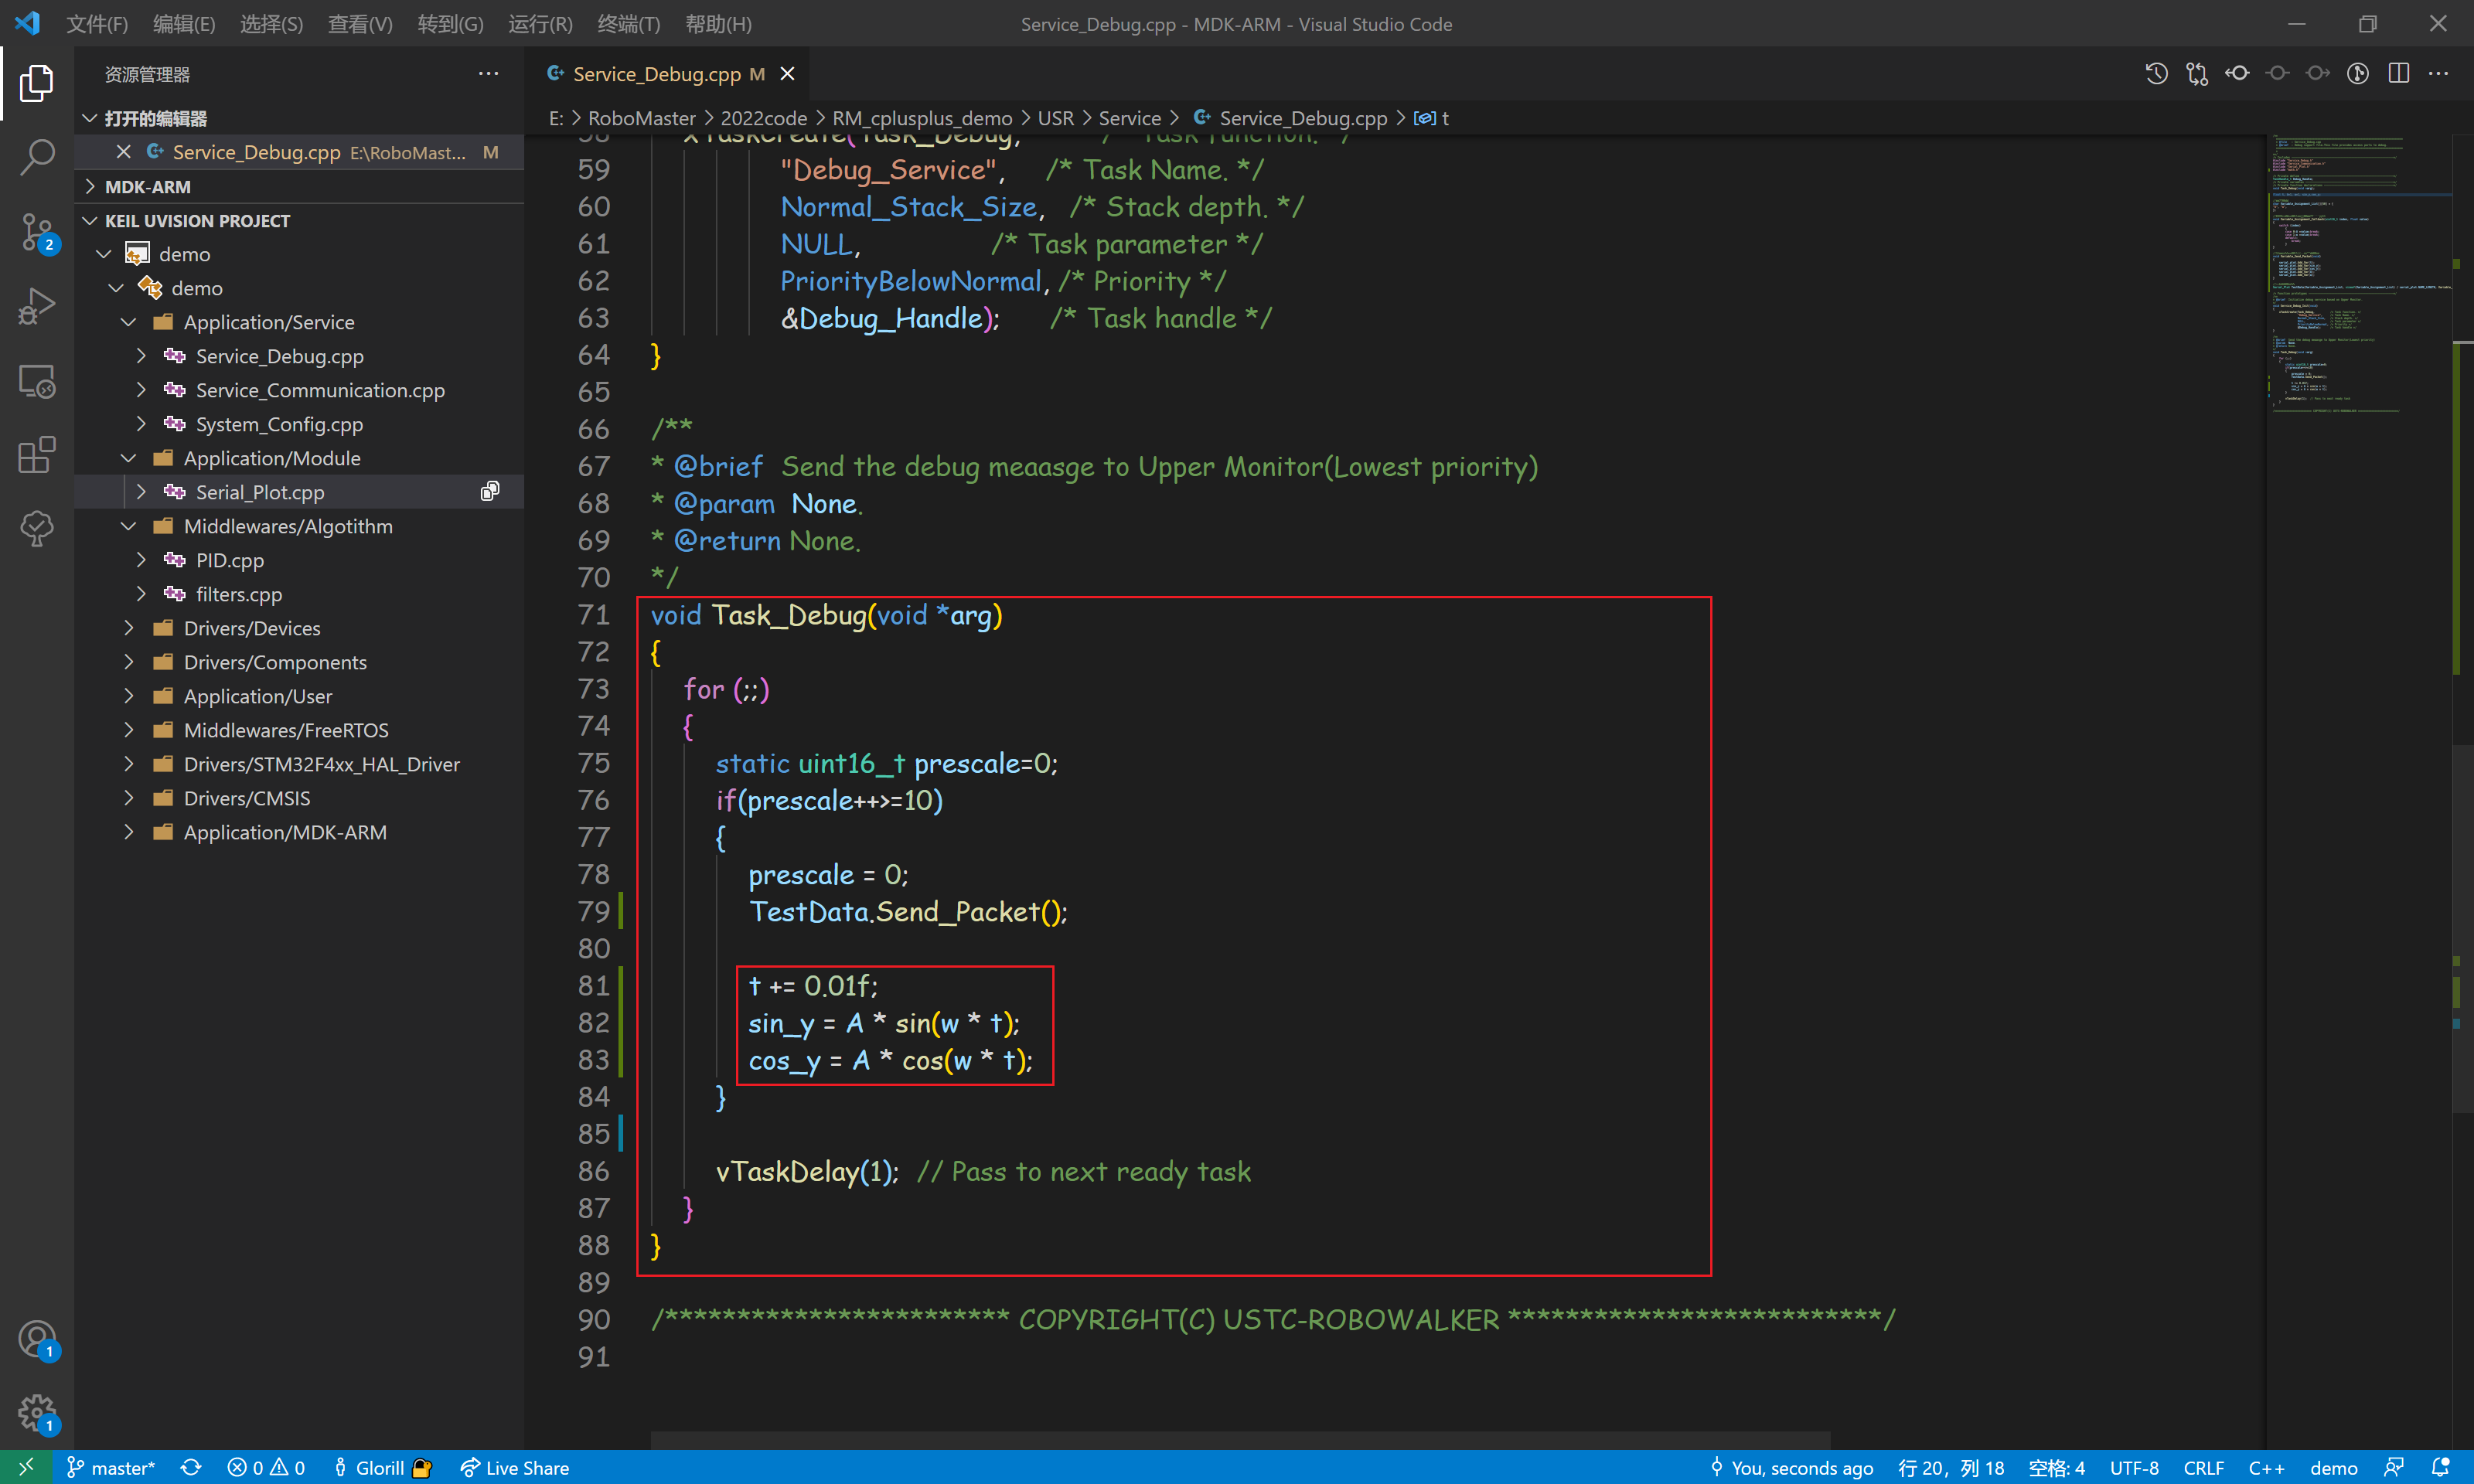 文件(F) 编辑(E) 选择(S) 查看(V) 转到(G) 运行(R) 终端(T) 帮助(H) Service_Debug.cpp - MDK-ARM - Visual Studio Code
资源管理器
Service_Debug.cpp M
打开的编辑器
E: > RoboMaster > 2022code > RM_cplusplus_demo > USR > Service > Service_Debug.cpp > t
Service_Debug.cpp E:\RoboMast... M
MDK-ARM
KEIL UVISION PROJECT
demo
demo
Application/Service
Service_Debug.cpp
Service_Communication.cpp
System_Config.cpp
Application/Module
Serial_Plot.cpp
Middlewares/Algotithm
PID.cpp
filters.cpp
Drivers/Devices
Drivers/Components
Application/User
Middlewares/FreeRTOS
Drivers/STM32F4xx_HAL_Driver
Drivers/CMSIS
Application/MDK-ARM
2
1
1
58 xTaskCreate(Task_Debug, /* Task function. */
59 "Debug_Service", /* Task Name. */
60 Normal_Stack_Size, /* Stack depth. */
61 NULL, /* Task parameter */
62 PriorityBelowNormal, /* Priority */
63 &Debug_Handle); /* Task handle */
64 }
65
66 /**
67 * @brief Send the debug meaasge to Upper Monitor(Lowest priority)
68 * @param None.
69 * @return None.
70 */
71 void Task_Debug(void *arg)
72 {
73 for (;;)
74 {
75 static uint16_t prescale=0;
76 if(prescale++>=10)
77 {
78 prescale = 0;
79 TestData.Send_Packet();
80
81 t += 0.01f;
82 sin_y = A * sin(w * t);
83 cos_y = A * cos(w * t);
84 }
85
86 vTaskDelay(1); // Pass to next ready task
87 }
88 }
89
90 /************************ COPYRIGHT(C) USTC-ROBOWALKER **************************/
91
master* 0 0 Glorill Live Share You, seconds ago 行 20，列 18 空格: 4 UTF-8 CRLF C++ demo